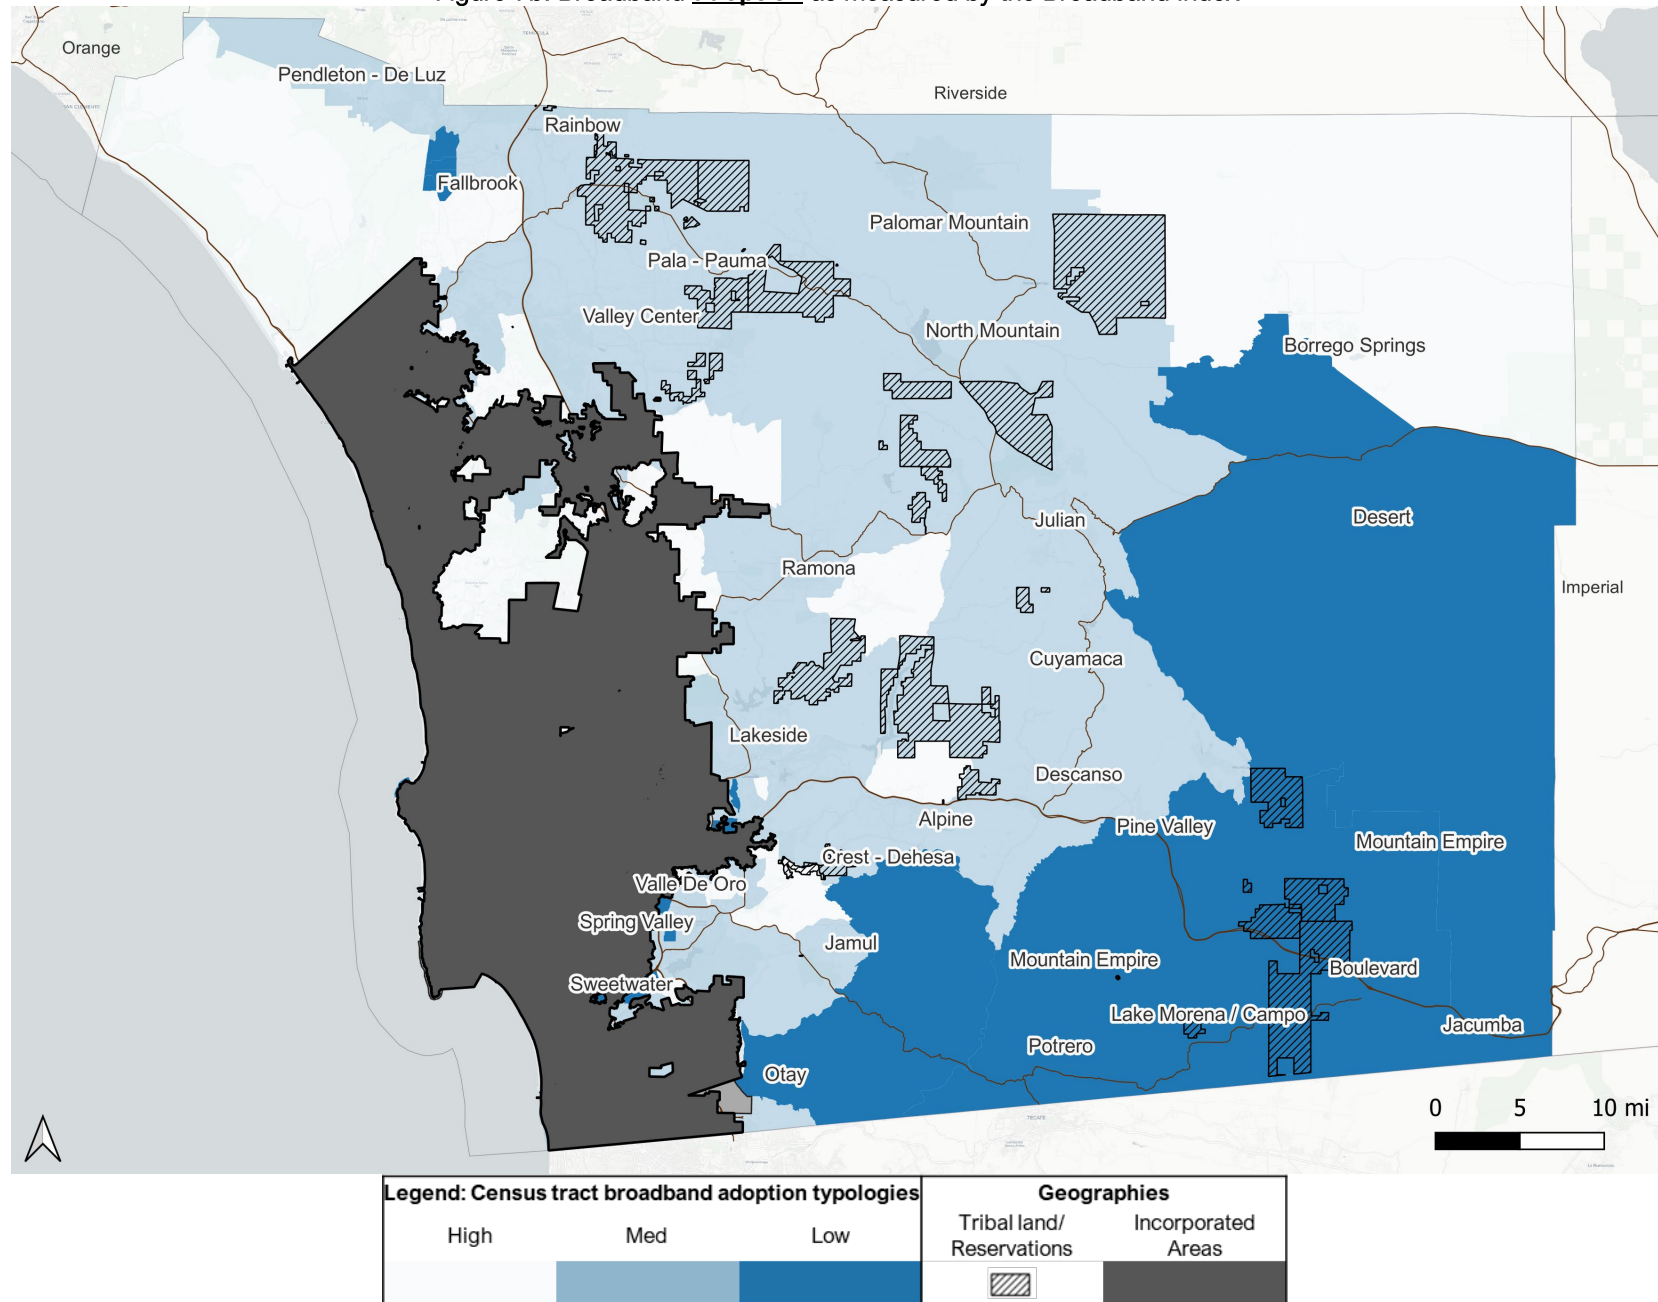 Orange
Pendleton - De Luz
Riverside
Rainbow
Fallbrook
Palomar Mountain
Pala - Pauma
Valley Center
North Mountain
Borrego Springs
Desert
Julian
Ramona
Imperial
Cuyamaca
Lakeside
Descanso
Alpine
Pine Valley
Mountain Empire
Crest - Dehesa
Valle De Oro
Spring Valley
Jamul
Mountain Empire
Boulevard
Sweetwater
Lake Morena / Campo
Jacumba
Potrero
Otay
0 5 10 mi
Legend: Census tract broadband adoption typologies
High Med Low
Geographies
Tribal land/
Reservations
Incorporated
Areas